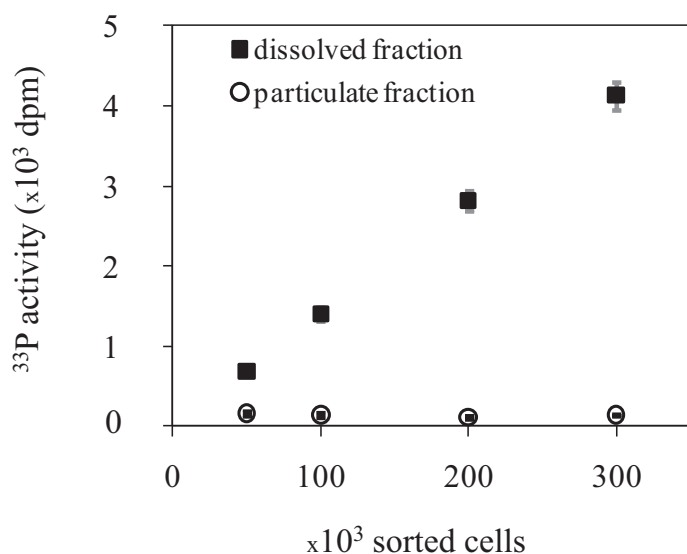 5
4
3
2
1
0
³³P activity (x10³ dpm)
dissolved fraction
particulate fraction
0 100 200 300
x10³ sorted cells